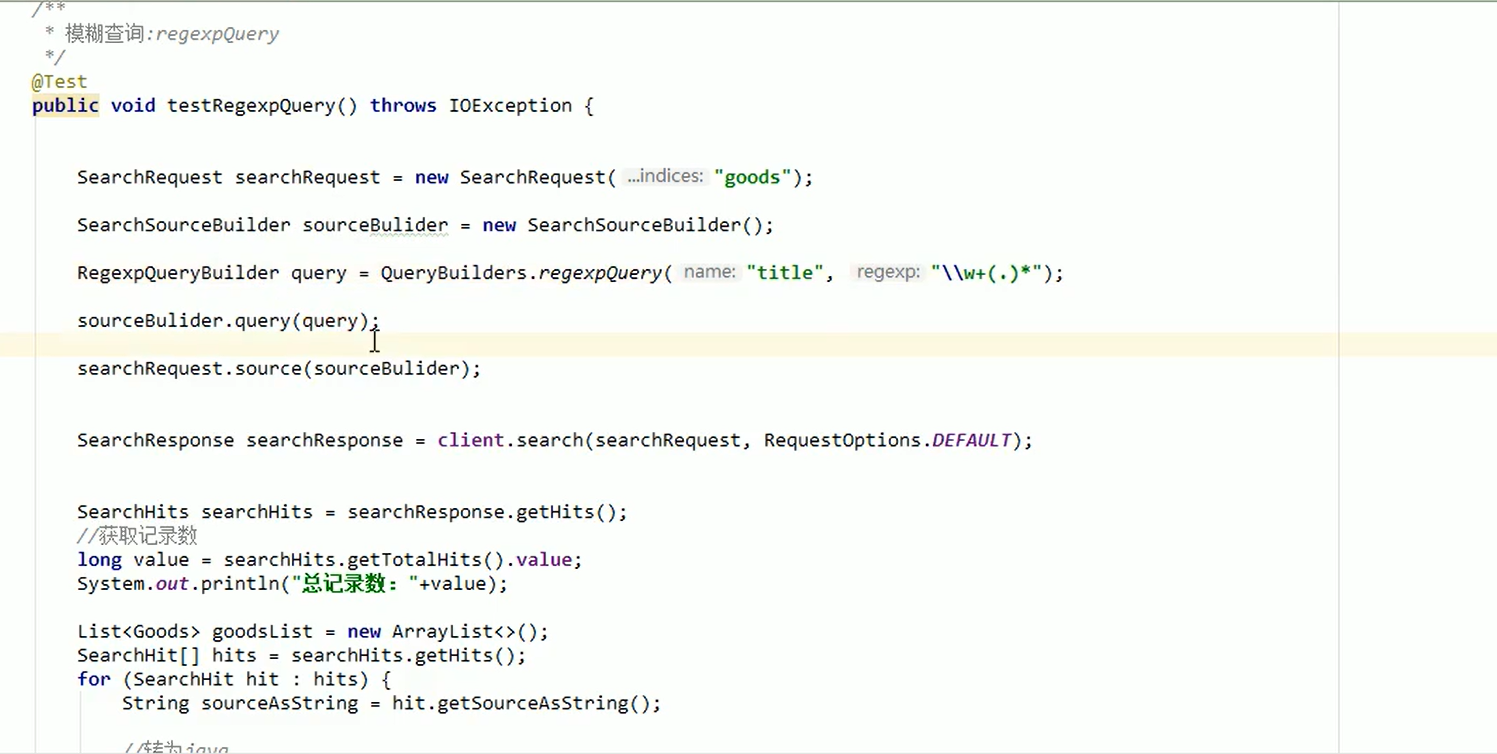 /**
* 模糊查询:regexpQuery
*/
@Test
public void testRegexpQuery() throws IOException {
SearchRequest searchRequest = new SearchRequest( ...indices: "goods");
SearchSourceBuilder sourceBulider = new SearchSourceBuilder();
RegexpQueryBuilder query = QueryBuilders.regexpQuery( name: "title", regexp: "\\w+(.)*");
sourceBulider.query(query);
searchRequest.source(sourceBulider);
SearchResponse searchResponse = client.search(searchRequest, RequestOptions.DEFAULT);
SearchHits searchHits = searchResponse.getHits();
//获取记录数
long value = searchHits.getTotalHits().value;
System.out.println("总记录数："+value);
List<Goods> goodsList = new ArrayList<>();
SearchHit[] hits = searchHits.getHits();
for (SearchHit hit : hits) {
String sourceAsString = hit.getSourceAsString();
//转为java